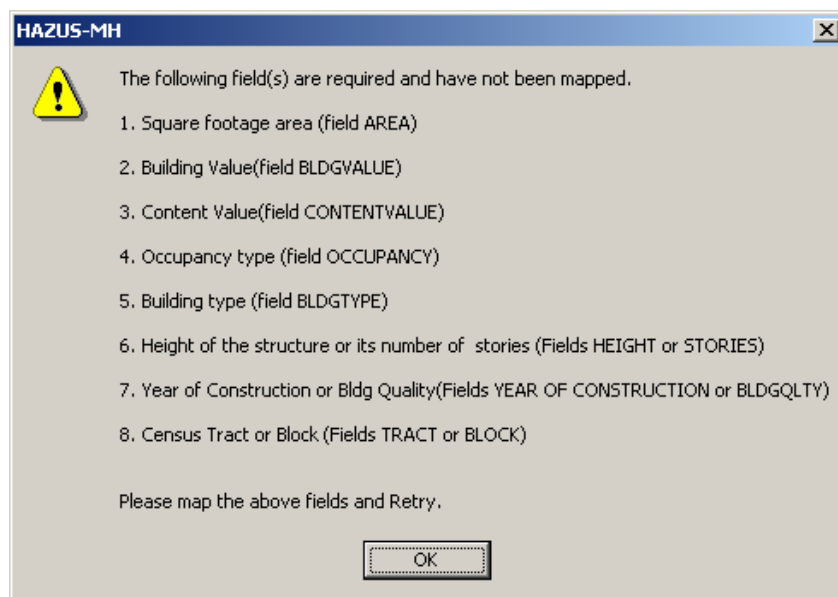 HAZUS-MH
The following field(s) are required and have not been mapped.
1. Square footage area (field AREA)
2. Building Value(field BLDGVALUE)
3. Content Value(field CONTENTVALUE)
4. Occupancy type (field OCCUPANCY)
5. Building type (field BLDGTYPE)
6. Height of the structure or its number of  stories (Fields HEIGHT or STORIES)
7. Year of Construction or Bldg Quality(Fields YEAR OF CONSTRUCTION or BLDGQLTY)
8. Census Tract or Block (Fields TRACT or BLOCK)
Please map the above fields and Retry.
OK